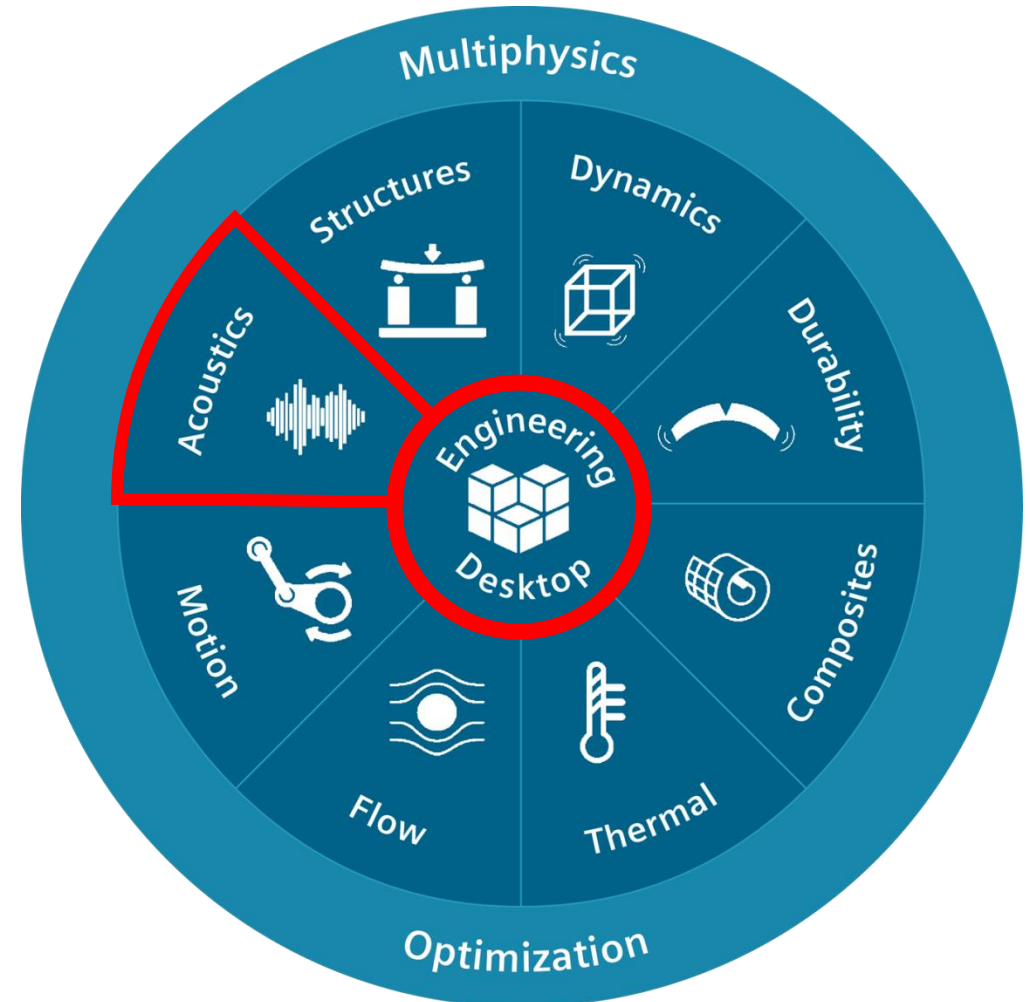 Multiphysics
Structures
Dynamics
Acoustics
Durability
Engineering
Desktop
Motion
Composites
Flow
Thermal
Optimization